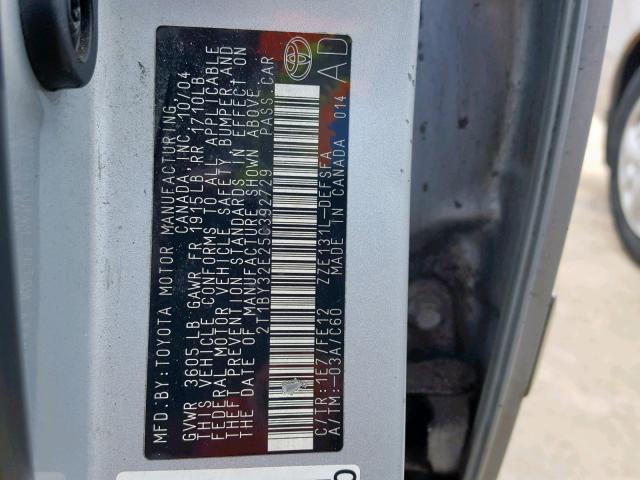 MFD. BY: TOYOTA MOTOR MANUFACTURING,
CANADA, INC. 10/04
GVWR 3605 LB GAWR FR 1915 LB, RR 1710LB
THIS VEHICLE CONFORMS TO ALL APPLICABLE
FEDERAL MOTOR VEHICLE SAFETY, BUMPER, AND
THEFT PREVENTION STANDARDS IN EFFECT ON
THE DATE OF MANUFACTURE SHOWN ABOVE.
2T1BY32E25C392729 PASS. CAR
C/TR: 1E7/FE12 ZZE131L-DEFSFA
A/TM: -03A/C60 MADE IN CANADA 014
AD